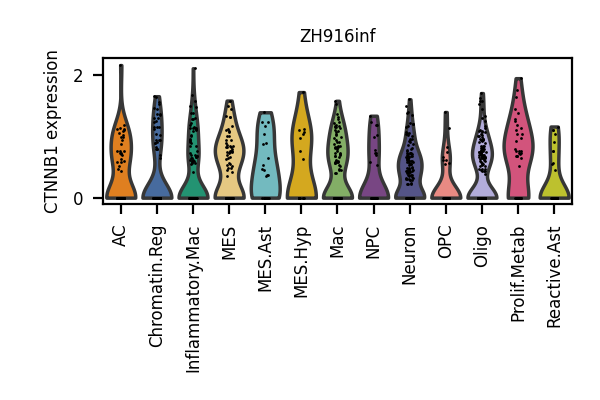 ZH916inf
CTNNB1 expression
2
0
AC
Chromatin.Reg
Inflammatory.Mac
MES
MES.Ast
MES.Hyp
Mac
NPC
Neuron
OPC
Oligo
Prolif.Metab
Reactive.Ast